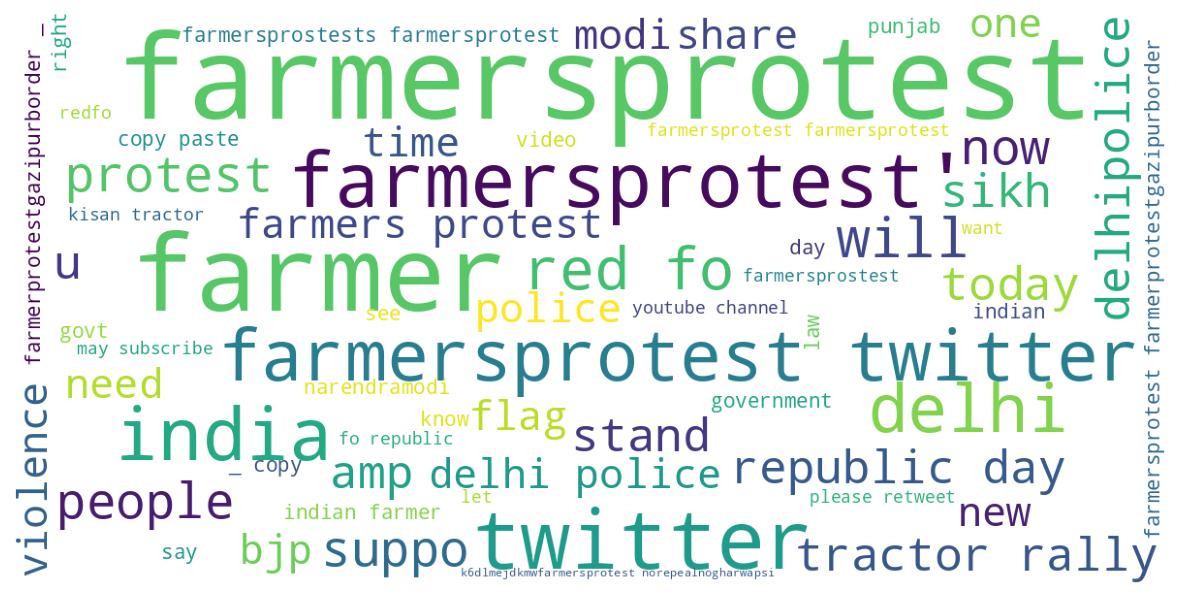 farmersprostests farmersprotest
modishare
punjab
one
right
farmersprotest
redfo
copy paste
time
video
farmersprotest farmersprotest
now
protest
farmersprotest'
sikh
kisan tractor
farmers protest
day
will
want
u
farmer
red fo
farmersprostest
today
see
police
youtube channel
indian
govt
law
may subscribe
farmersprotest twitter
need
narendramodi
government
delhi
india
know
flag
stand
fo republic
_ copy
amp
delhi police
republic day
people
let
please retweet
indian farmer
new
say
bjp
suppo
twitter
tractor rally
k6dlmejdkmwfarmersprotest norepealnogharwapsi
violence
farmerprotestgazipurborder _
delhipolice
farmersprotest farmerprotestgazipurborder